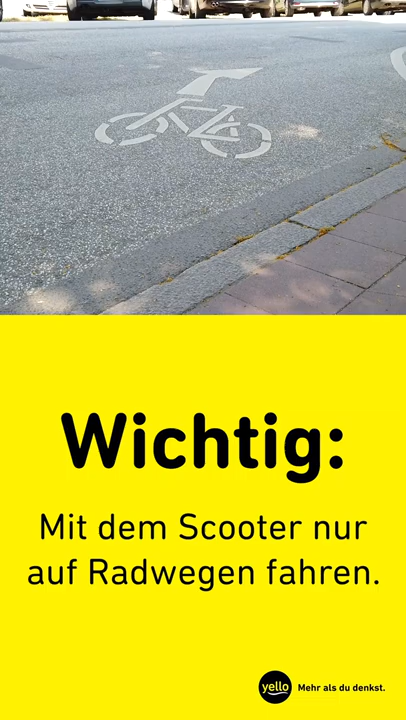 Wichtig:
Mit dem Scooter nur
auf Radwegen fahren.
yello
Mehr als du denkst.